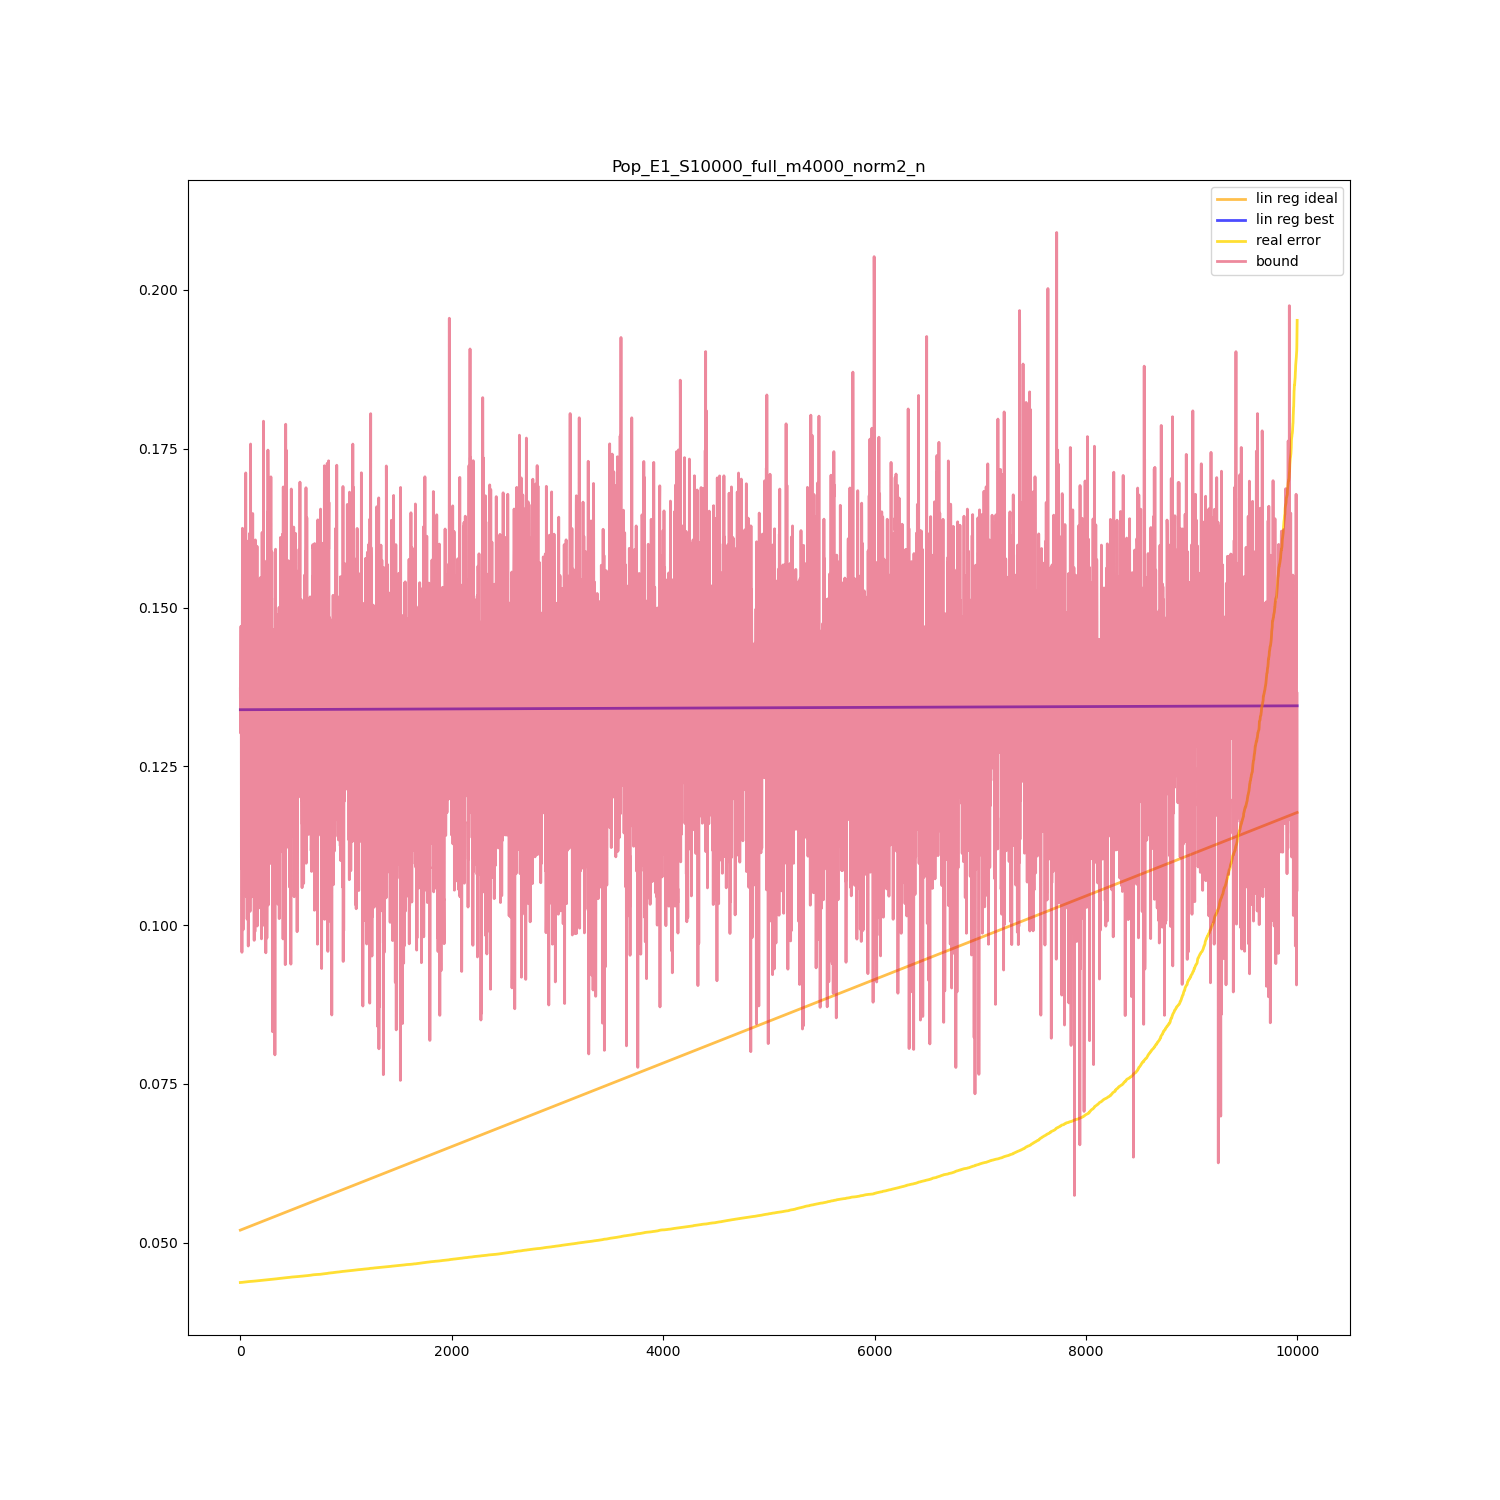 Pop_E1_S10000_full_m4000_norm2_n
lin reg ideal
lin reg best
real error
bound
0.200
0.175
0.150
0.125
0.100
0.075
0.050
0
2000
4000
6000
8000
10000